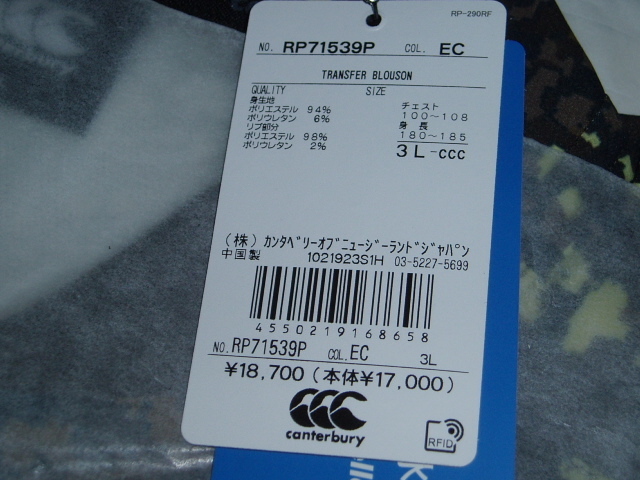 RP-290RF
NO. RP71539P COL. EC
TRANSFER BLOUSON
QUALITY SIZE
身生地
ポリエステル 94%
ポリウレタン 6%
リブ部分
ポリエステル 98%
ポリウレタン 2%
チェスト
100～108
身長
180～185
3L-ccc
(株)ｶﾝﾀﾍﾞﾘｰｵﾌﾞﾆｭｰｼﾞｰﾗﾝﾄﾞｼﾞｬﾊﾟﾝ
中国製 1021923S1H 03-5227-5699
4550219168658
NO. RP71539P COL. EC 3L
¥18,700(本体¥17,000)
canterbury
RFID